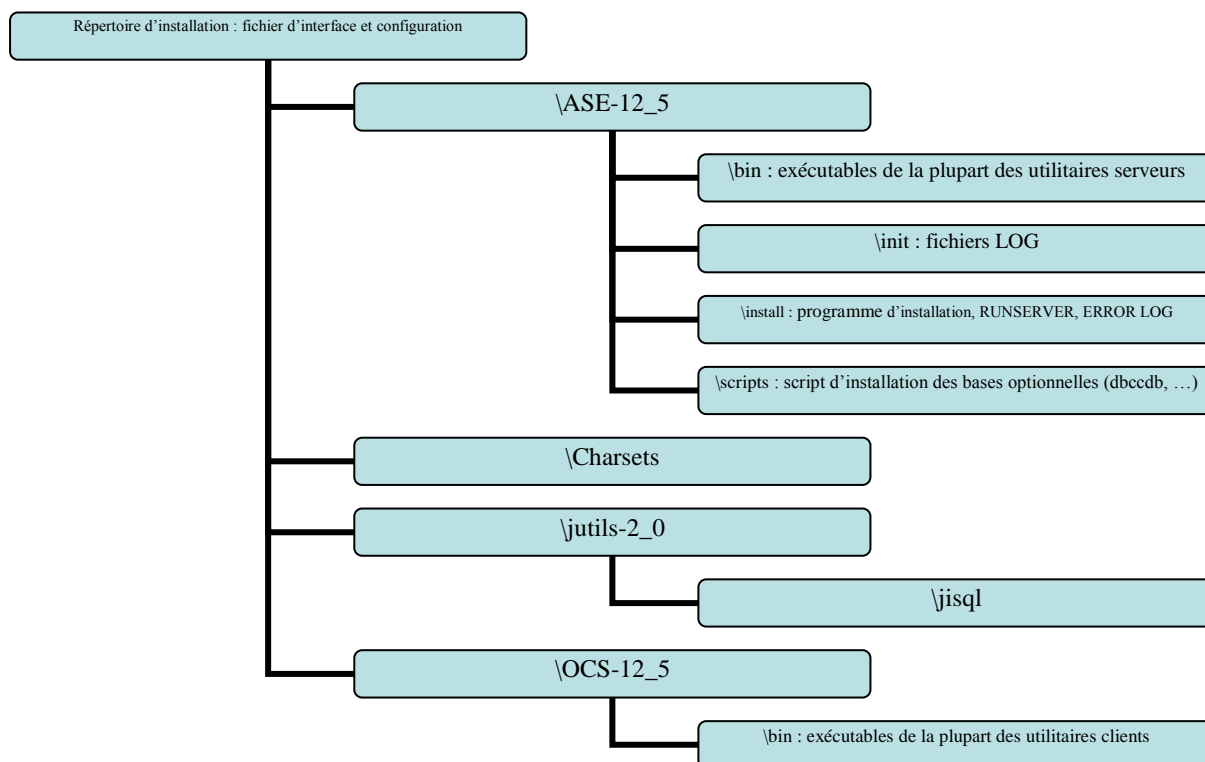 Répertoire d’installation : fichier d’interface et configuration
\ASE-12_5
\bin : exécutables de la plupart des utilitaires serveurs
\init : fichiers LOG
\install : programme d’installation, RUNSERVER, ERROR LOG
\scripts : script d’installation des bases optionnelles (dbccdb, …)
\Charsets
\jutils-2_0
\jisql
\OCS-12_5
\bin : exécutables de la plupart des utilitaires clients